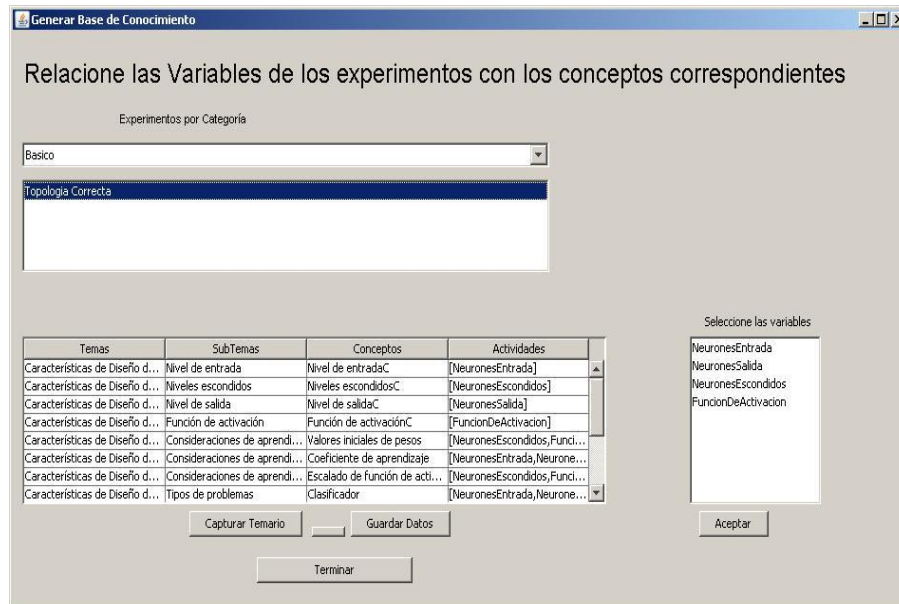 Generar Base de Conocimiento
Relacione las Variables de los experimentos con los conceptos correspondientes
Experimentos por Categoría
Basico
Topologia Correcta
Seleccione las variables
Temas SubTemas Conceptos Actividades
Características de Diseño d... Nivel de entrada Nivel de entradaC [NeuronesEntrada]
Características de Diseño d... Niveles escondidos Niveles escondidosC [NeuronesEscondidos]
Características de Diseño d... Nivel de salida Nivel de salidaC [NeuronesSalida]
Características de Diseño d... Función de activación Función de activaciónC [FuncionDeActivacion]
Características de Diseño d... Consideraciones de aprendi... Valores iniciales de pesos [NeuronesEscondidos,Funci...
Características de Diseño d... Consideraciones de aprendi... Coeficiente de aprendizaje [NeuronesEntrada,Neurone...
Características de Diseño d... Consideraciones de aprendi... Escalado de función de acti... [NeuronesEscondidos,Funci...
Características de Diseño d... Tipos de problemas Clasificador [NeuronesEntrada,Neurone...
NeuronesEntrada
NeuronesSalida
NeuronesEscondidos
FuncionDeActivacion
Capturar Temario Guardar Datos Aceptar
Terminar